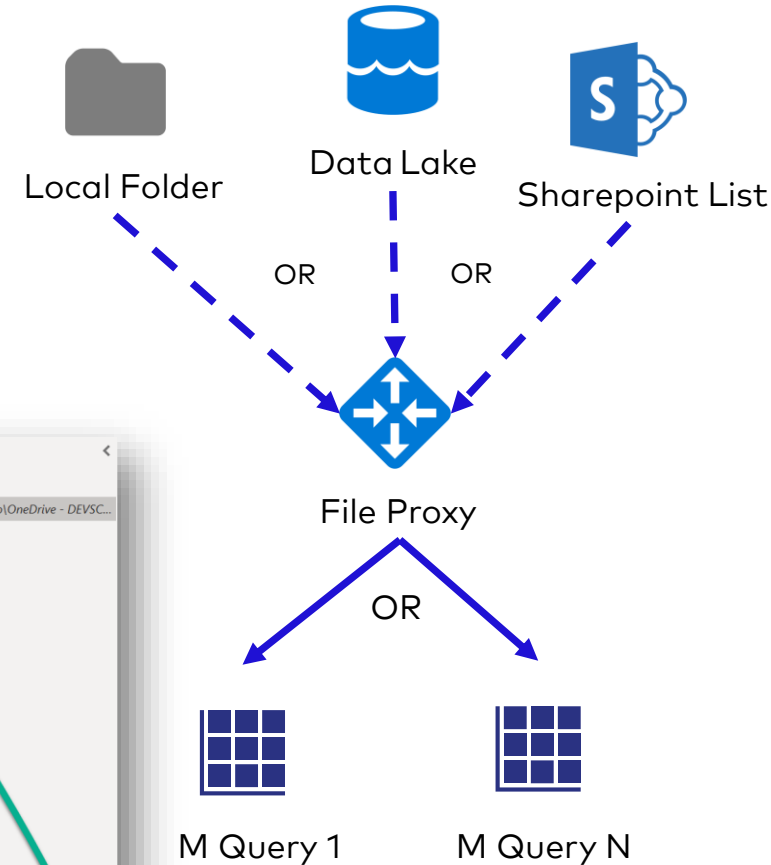 Local Folder
Data Lake
Sharepoint List
S
OR
OR
o\OneDrive - DEVSC...
File Proxy
OR
M Query 1
M Query N